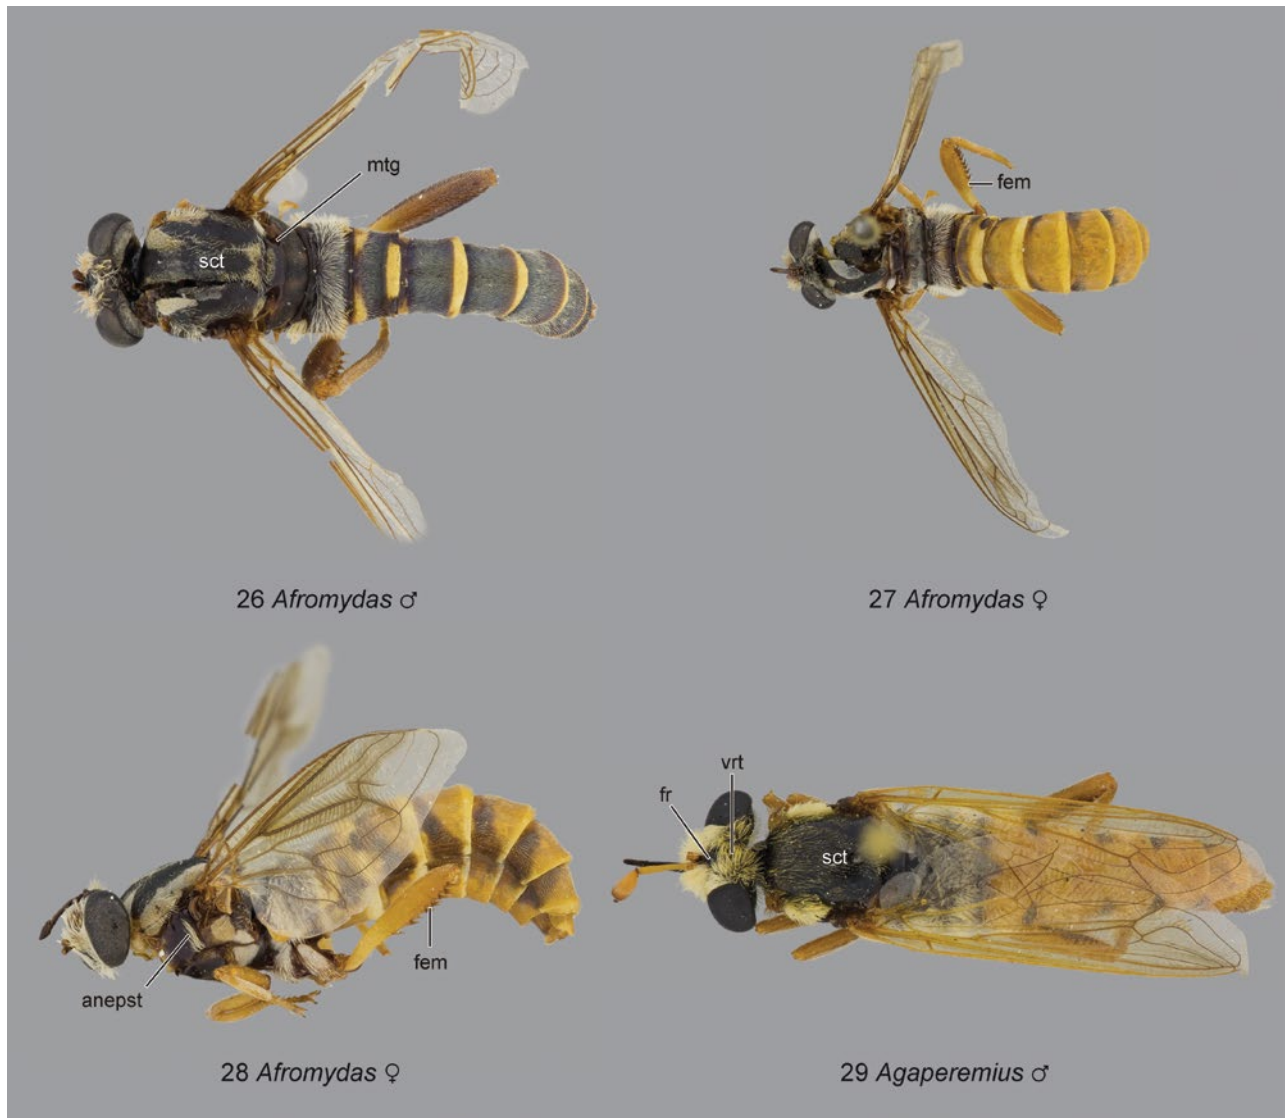 mtg
sct
fem
26 Afromydas ♂
27 Afromydas ♀
vrt
fr
sct
fem
anepst
28 Afromydas ♀
29 Agaperemius ♂